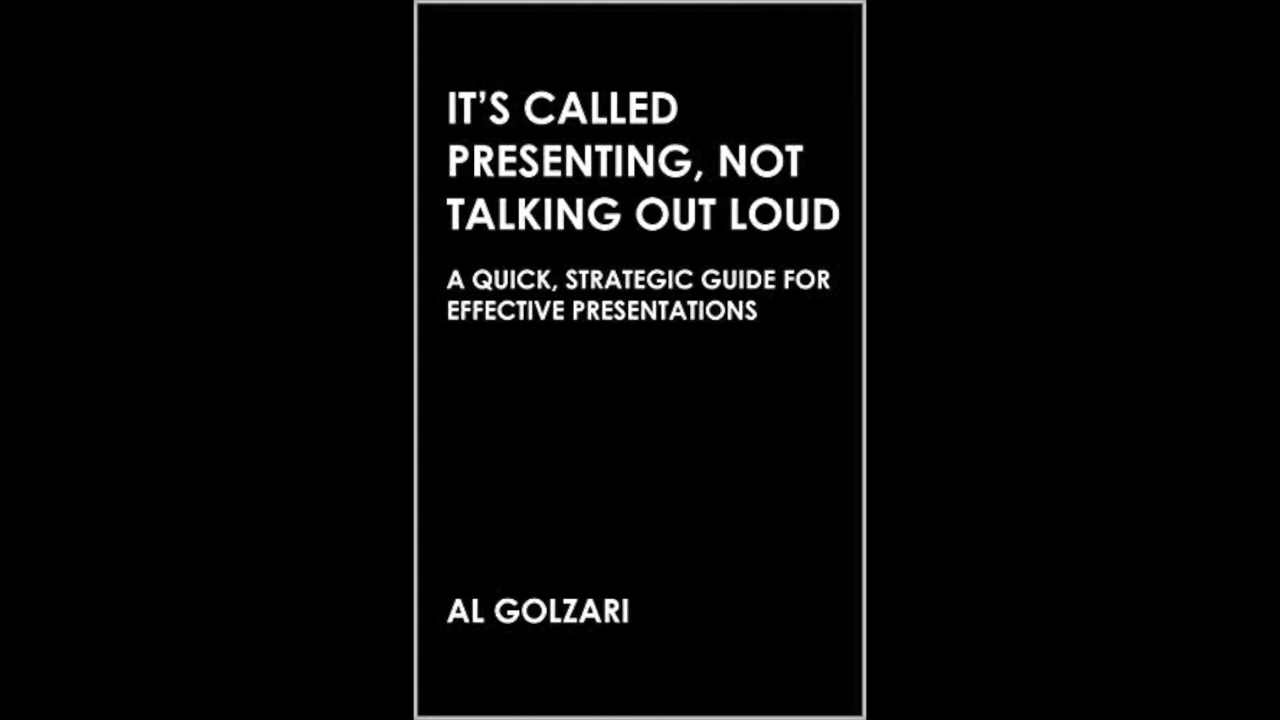 IT’S CALLED
PRESENTING, NOT
TALKING OUT LOUD
A QUICK, STRATEGIC GUIDE FOR
EFFECTIVE PRESENTATIONS
AL GOLZARI